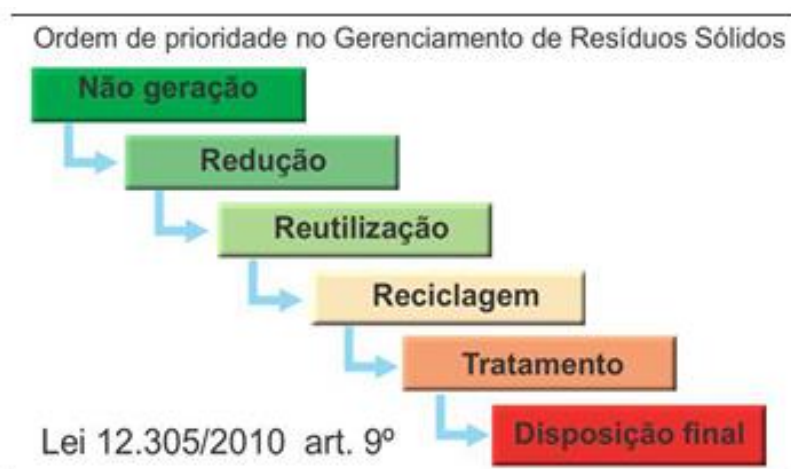 Ordem de prioridade no Gerenciamento de Resíduos Sólidos
Não geração
Redução
Reutilização
Reciclagem
Tratamento
Disposição final
Lei 12.305/2010 art. 9º